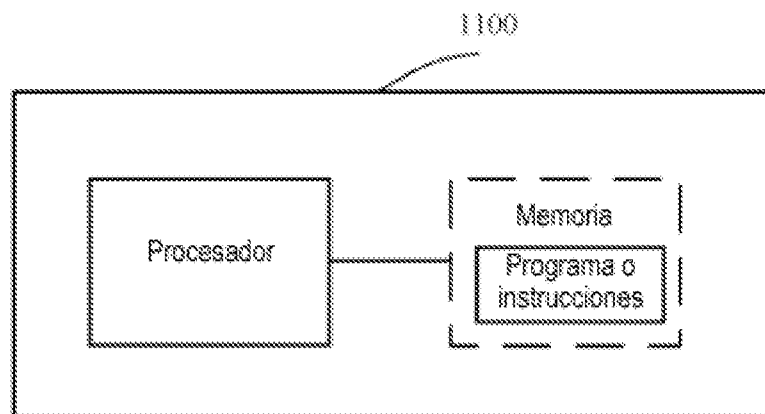 1100
Procesador
Memoria
Programa o
instrucciones